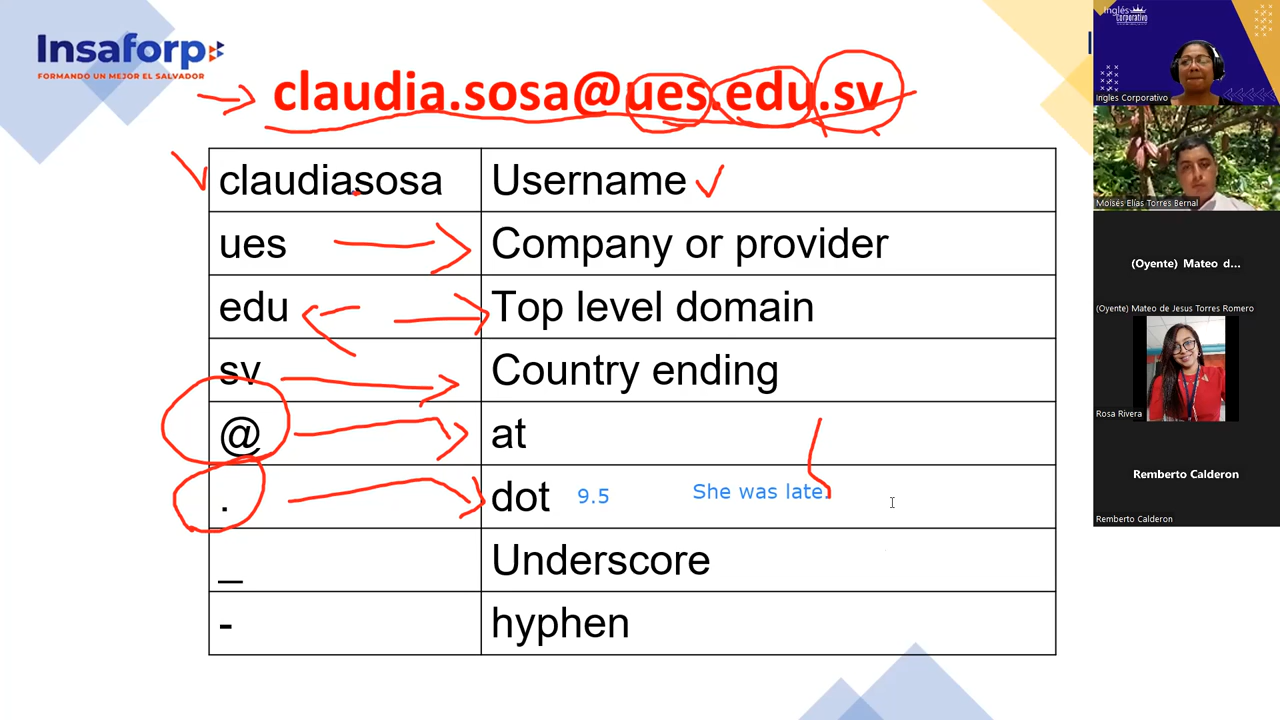 Insaforp
FORMANDO UN MEJOR EL SALVADOR
claudia.sosa@ues.edu.sv
claudiasosa Username
ues Company or provider
edu Top level domain
sv Country ending
@ at
. dot 9.5 She was late.
_ Underscore
- hyphen
Inglés
Corporativo
Ingles Corporativo
Moisés Elías Torres Bernal
(Oyente) Mateo d...
(Oyente) Mateo de Jesus Torres Romero
Rosa Rivera
Remberto Calderon
Remberto Calderon